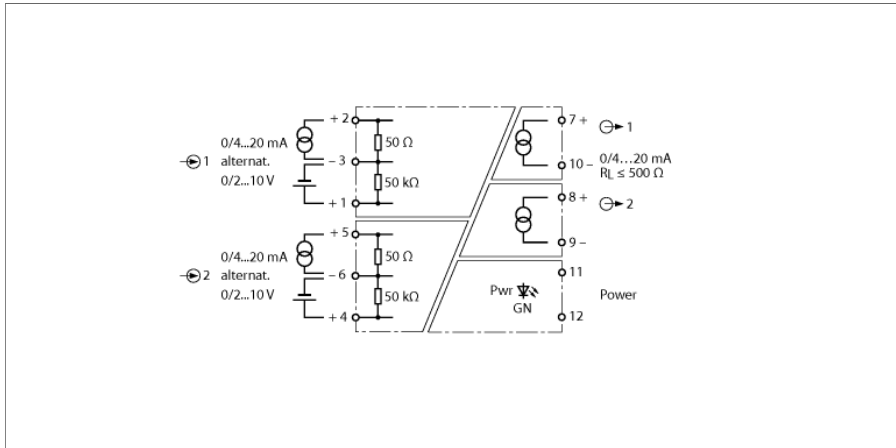 + 2
50 Ω
0/4...20 mA
1 alternat.
– 3
0/2...10 V
50 kΩ
+ 1
+ 5
50 Ω
0/4...20 mA
2 alternat.
– 6
0/2...10 V
50 kΩ
+ 4
7 +
1
10 – 0/4...20 mA
RL ≤ 500 Ω
8 +
2
9 –
11
Pwr
GN
Power
12